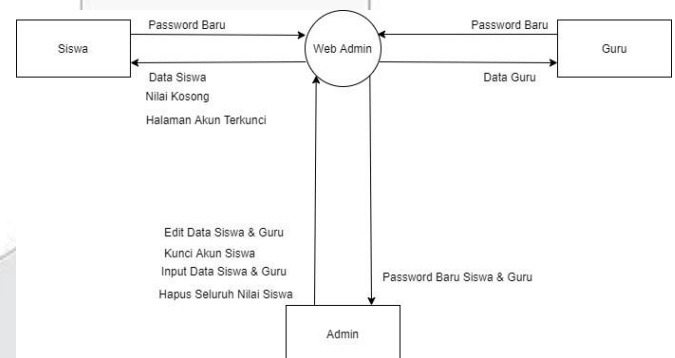 Password Baru
Password Baru
Siswa
Web Admin
Guru
Data Siswa
Data Guru
Nilai Kosong
Halaman Akun Terkunci
Edit Data Siswa & Guru
Kunci Akun Siswa
Input Data Siswa & Guru
Password Baru Siswa & Guru
Hapus Seluruh Nilai Siswa
Admin